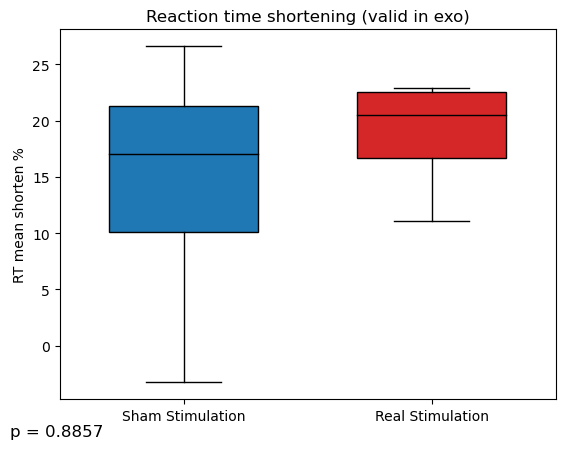 Reaction time shortening (valid in exo)
RT mean shorten %
25
20
15
10
5
0
Sham Stimulation
Real Stimulation
p = 0.8857